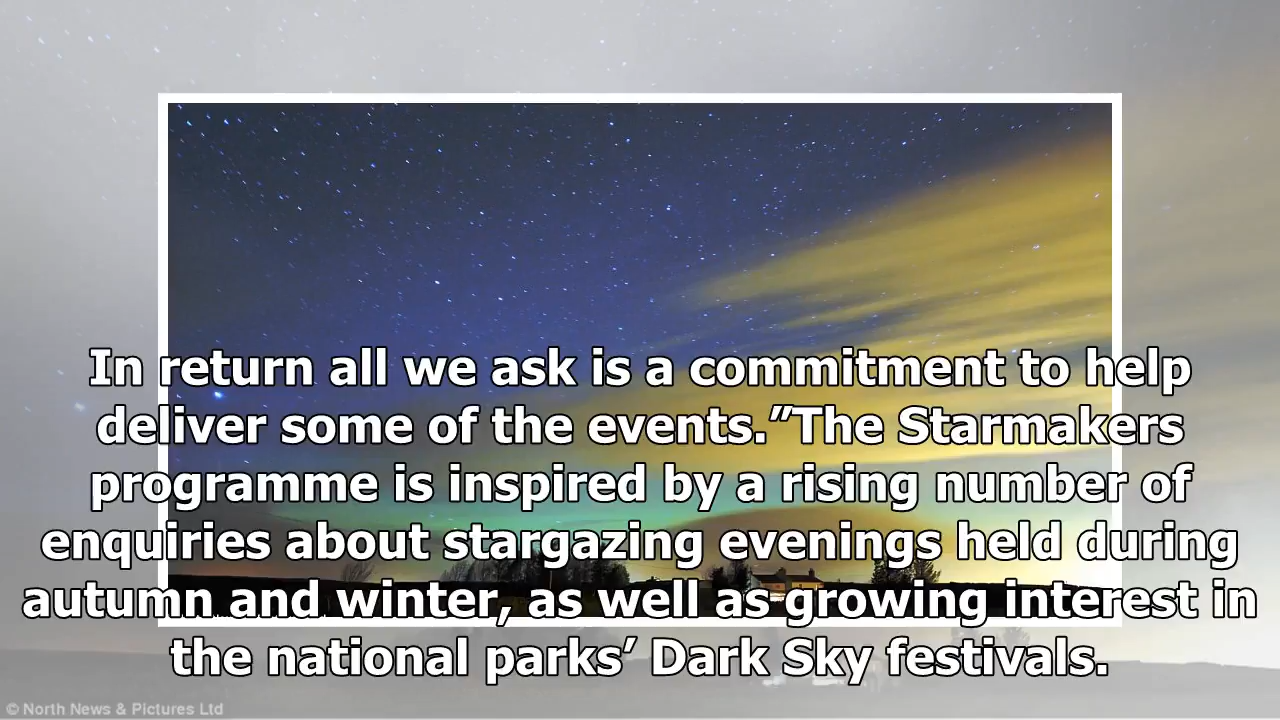 In return all we ask is a commitment to help
deliver some of the events.”The Starmakers
programme is inspired by a rising number of
enquiries about stargazing evenings held during
autumn and winter, as well as growing interest in
the national parks’ Dark Sky festivals.
© North News & Pictures Ltd